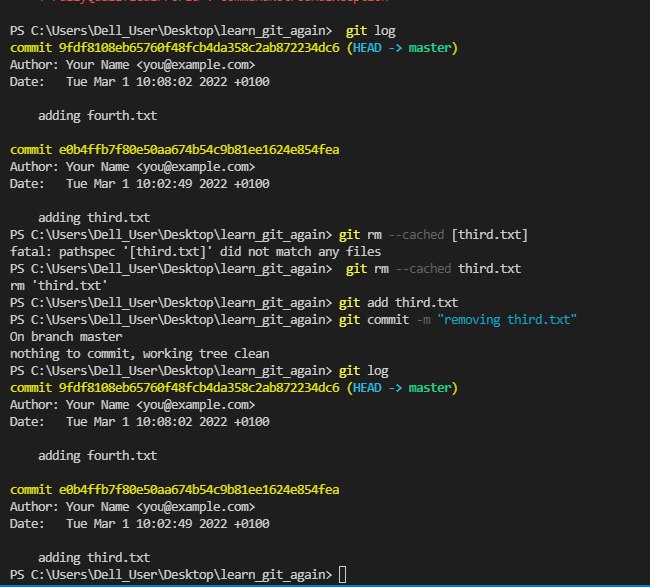 PS C:\Users\Dell_User\Desktop\learn_git_again>  git log
commit 9fdf8108eb65760f48fcb4da358c2ab872234dc6 (HEAD -> master)
Author: Your Name <you@example.com>
Date:   Tue Mar 1 10:08:02 2022 +0100
    adding fourth.txt
commit e0b4ffb7f80e50aa674b54c9b81ee1624e854fea
Author: Your Name <you@example.com>
Date:   Tue Mar 1 10:02:49 2022 +0100
    adding third.txt
PS C:\Users\Dell_User\Desktop\learn_git_again> git rm --cached [third.txt]
fatal: pathspec '[third.txt]' did not match any files
PS C:\Users\Dell_User\Desktop\learn_git_again>  git rm --cached third.txt
rm 'third.txt'
PS C:\Users\Dell_User\Desktop\learn_git_again> git add third.txt
PS C:\Users\Dell_User\Desktop\learn_git_again> git commit -m "removing third.txt"
On branch master
nothing to commit, working tree clean
PS C:\Users\Dell_User\Desktop\learn_git_again> git log
commit 9fdf8108eb65760f48fcb4da358c2ab872234dc6 (HEAD -> master)
Author: Your Name <you@example.com>
Date:   Tue Mar 1 10:08:02 2022 +0100
    adding fourth.txt
commit e0b4ffb7f80e50aa674b54c9b81ee1624e854fea
Author: Your Name <you@example.com>
Date:   Tue Mar 1 10:02:49 2022 +0100
    adding third.txt
PS C:\Users\Dell_User\Desktop\learn_git_again>